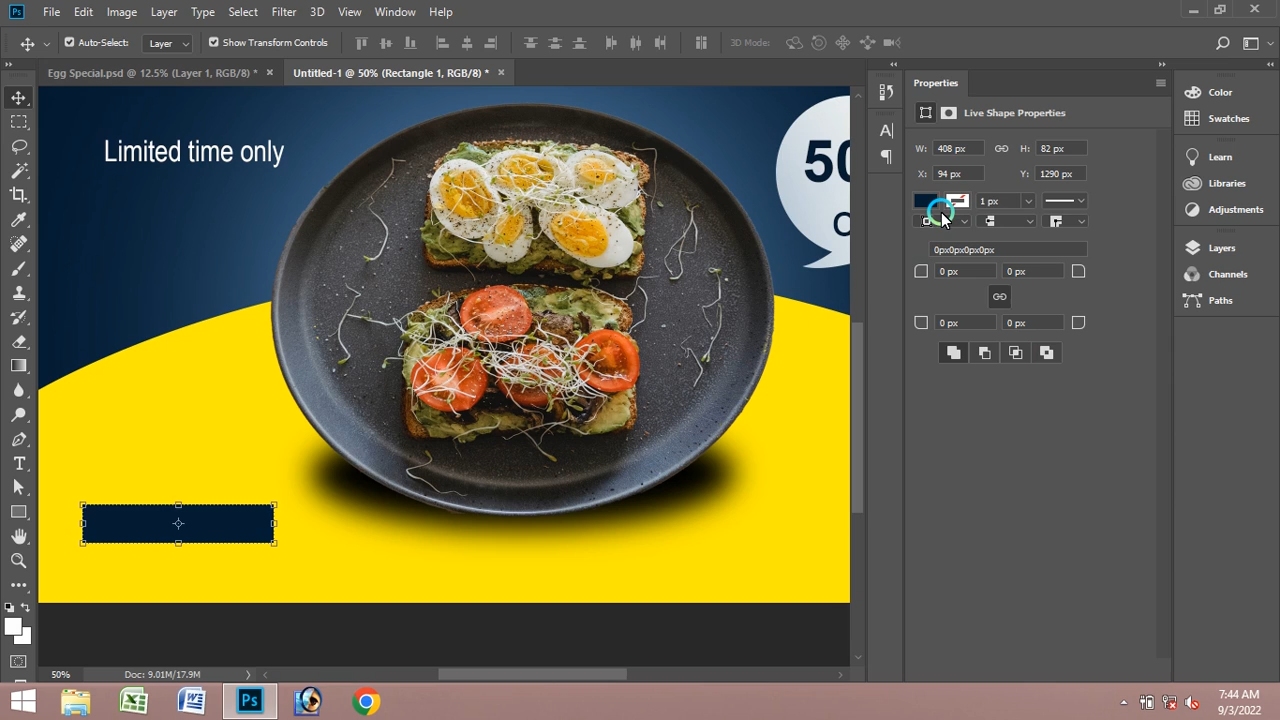 Ps File Edit Image Layer Type Select Filter 3D View Window Help
Auto-Select: Layer Show Transform Controls 3D Mode:
Egg Special.psd @ 12.5% (Layer 1, RGB/8) * Untitled-1 @ 50% (Rectangle 1, RGB/8) *
Properties
Live Shape Properties
W: 408 px H: 82 px
X: 94 px Y: 1290 px
1 px
0px0px0px0px
0 px 0 px
0 px 0 px
Color
Swatches
Learn
Libraries
Adjustments
Layers
Channels
Paths
Limited time only
50
50% Doc: 9.01M/17.9M
Ps
7:44 AM
9/3/2022